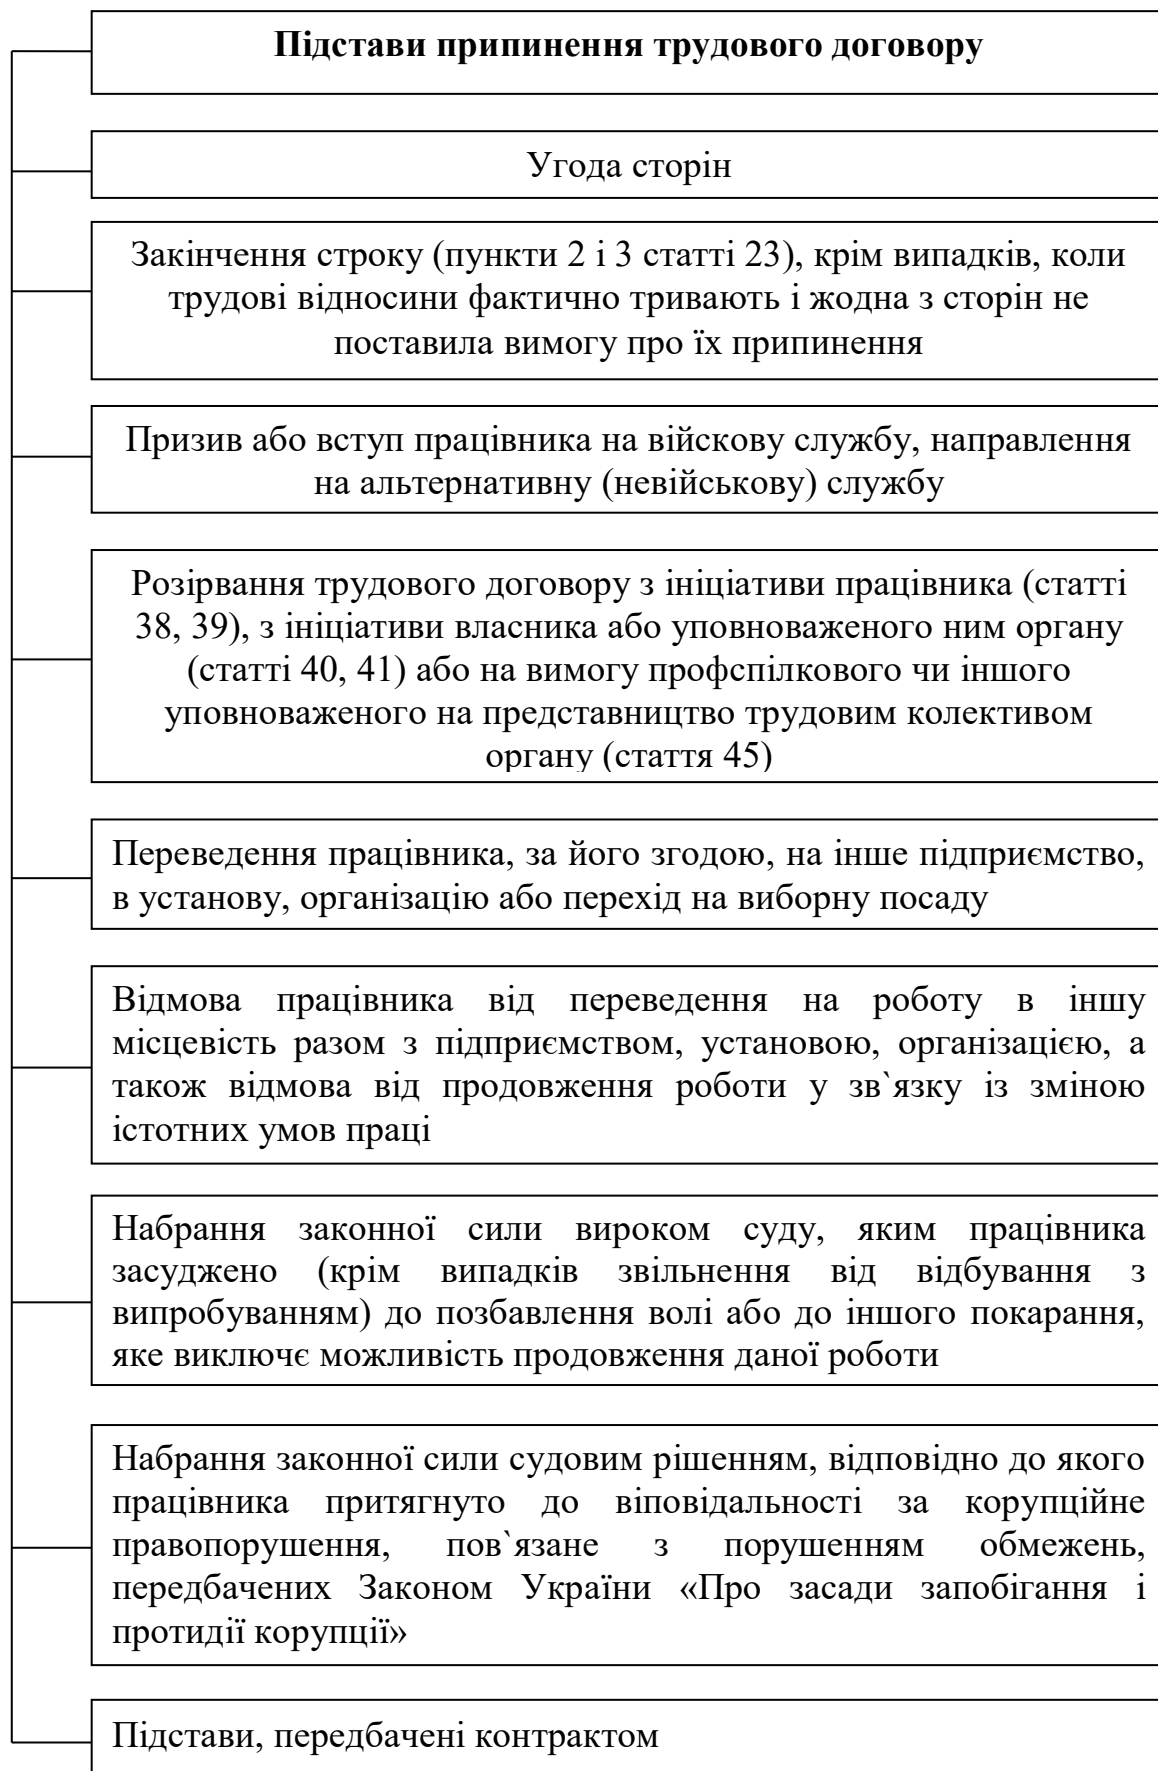 Підстави припинення трудового договору
Угода сторін
Закінчення строку (пункти 2 і 3 статті 23), крім випадків, коли
трудові відносини фактично тривають і жодна з сторін не
поставила вимогу про їх припинення
Призив або вступ працівника на війскову службу, направлення
на альтернативну (невійськову) службу
Розірвання трудового договору з ініціативи працівника (статті
38, 39), з ініціативи власника або уповноваженого ним органу
(статті 40, 41) або на вимогу профспілкового чи іншого
уповноваженого на представництво трудовим колективом
органу (стаття 45)
Переведення працівника, за його згодою, на інше підприємство,
в установу, організацію або перехід на виборну посаду
Відмова працівника від переведення на роботу в іншу
місцевість разом з підприємством, установою, організацією, а
також відмова від продовження роботи у зв`язку із зміною
істотних умов праці
Набрання законної сили вироком суду, яким працівника
засуджено (крім випадків звільнення від відбування з
випробуванням) до позбавлення волі або до іншого покарання,
яке виключє можливість продовження даної роботи
Набрання законної сили судовим рішенням, відповідно до якого
працівника притягнуто до віповідальності за корупційне
правопорушення, пов`язане з порушенням обмежень,
передбачених Законом України «Про засади запобігання і
протидії корупції»
Підстави, передбачені контрактом